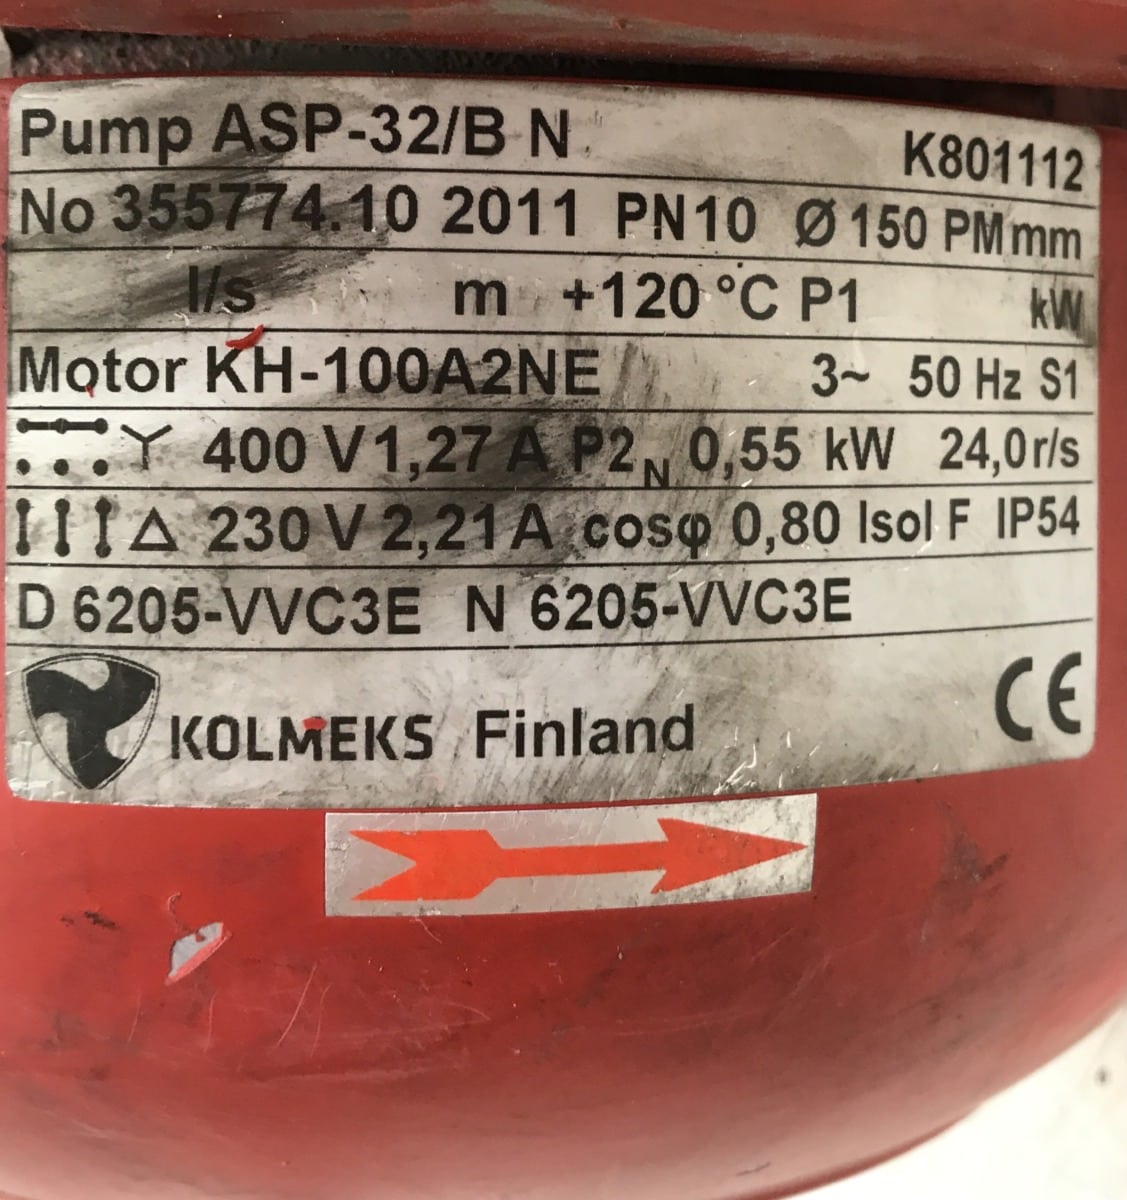 Pump ASP-32/B N K801112
No 355774.10 2011 PN10 Ø 150 PM mm
l/s m +120 °C P1 kW
Motor KH-100A2NE 3~ 50 Hz S1
Y 400 V 1,27 A P2N 0,55 kW 24,0 r/s
Δ 230 V 2,21 A cosφ 0,80 Isol F IP54
D 6205-VVC3E N 6205-VVC3E
KOLMEKS Finland CE